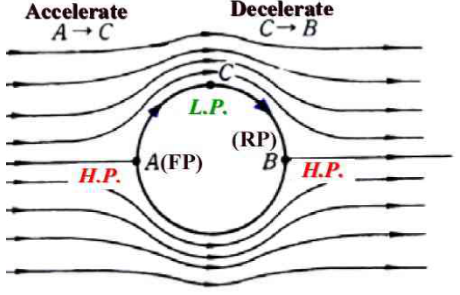 Accelerate Decelerate
A → C C → B
C
L.P.
(RP)
A(FP) B
H.P. H.P.